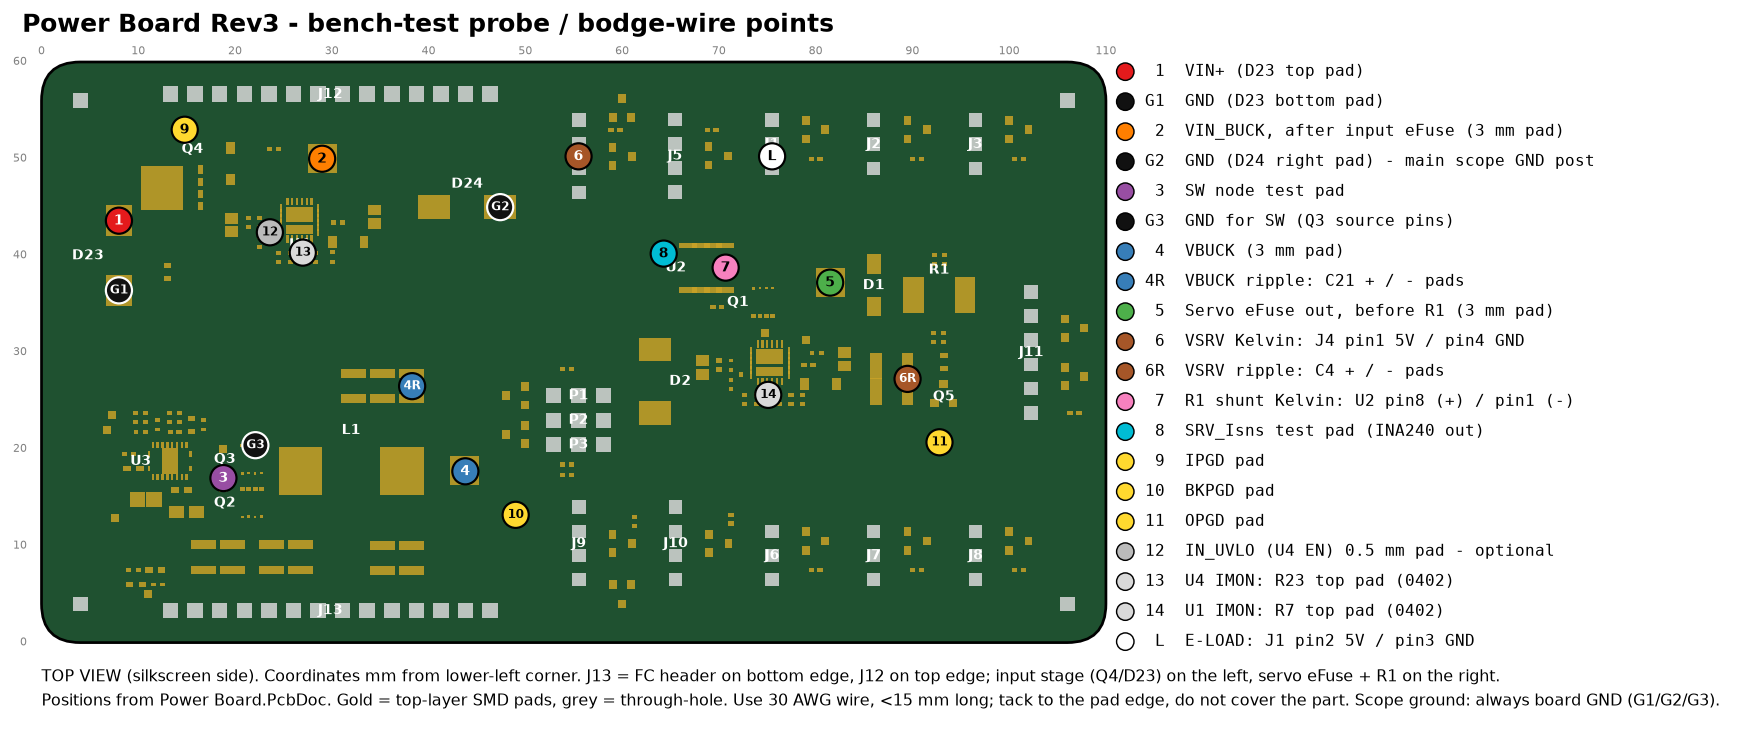 Power Board Rev3 - bench-test probe / bodge-wire points
0 10 20 30 40 50 60 70 80 90 100 110
60
50
40
30
20
10
0
J12
9
Q4
2
6
J5
L
J2
J3
D24
G2
1
12
13
D23
G1
8
7
Q1
5
D1
R1
J11
D2
14
6R
Q5
4R
P1
P2
P3
L1
G3
U3
Q3
3
Q2
4
10
11
J9
J10
J6
J7
J8
J13
1 VIN+ (D23 top pad)
G1 GND (D23 bottom pad)
2 VIN_BUCK, after input eFuse (3 mm pad)
G2 GND (D24 right pad) - main scope GND post
3 SW node test pad
G3 GND for SW (Q3 source pins)
4 VBUCK (3 mm pad)
4R VBUCK ripple: C21 + / - pads
5 Servo eFuse out, before R1 (3 mm pad)
6 VSRV Kelvin: J4 pin1 5V / pin4 GND
6R VSRV ripple: C4 + / - pads
7 R1 shunt Kelvin: U2 pin8 (+) / pin1 (-)
8 SRV_Isns test pad (INA240 out)
9 IPGD pad
10 BKPGD pad
11 OPGD pad
12 IN_UVLO (U4 EN) 0.5 mm pad - optional
13 U4 IMON: R23 top pad (0402)
14 U1 IMON: R7 top pad (0402)
L E-LOAD: J1 pin2 5V / pin3 GND
TOP VIEW (silkscreen side). Coordinates mm from lower-left corner. J13 = FC header on bottom edge, J12 on top edge; input stage (Q4/D23) on the left, servo eFuse + R1 on the right.
Positions from Power Board.PcbDoc. Gold = top-layer SMD pads, grey = through-hole. Use 30 AWG wire, <15 mm long; tack to the pad edge, do not cover the part. Scope ground: always board GND (G1/G2/G3).